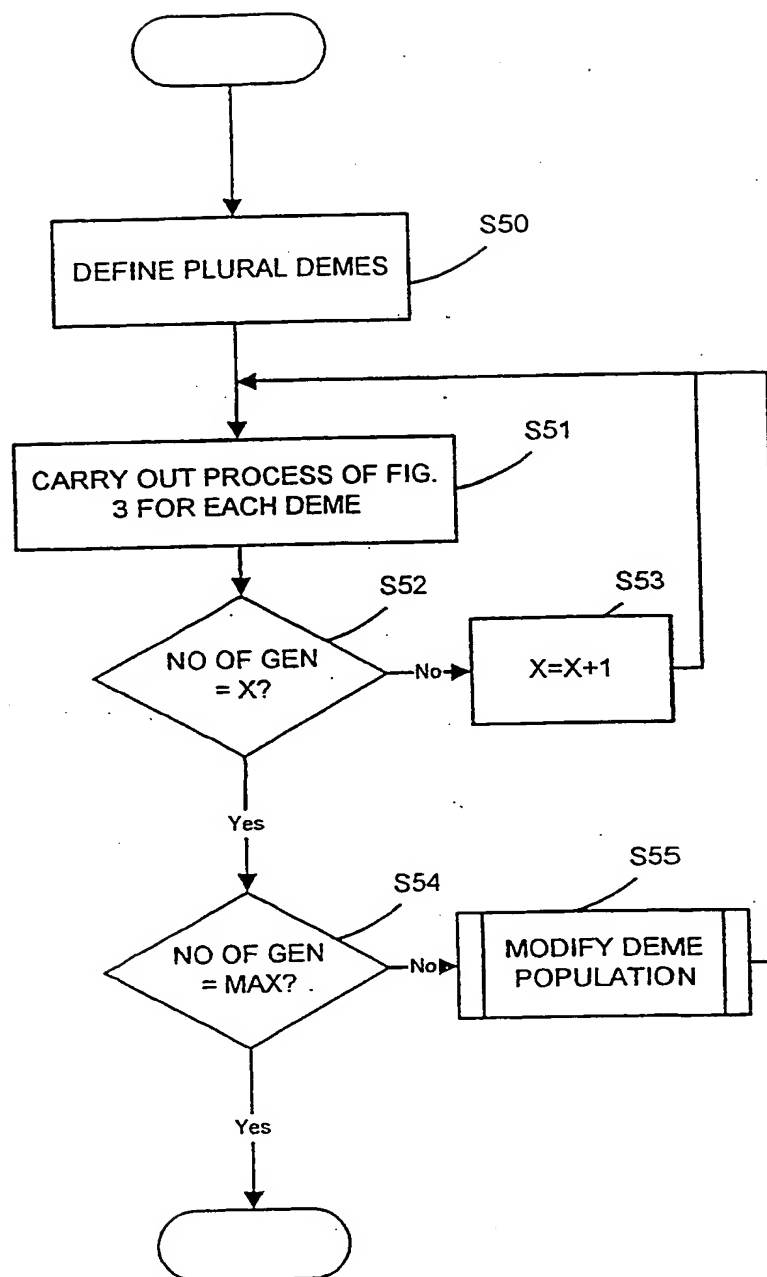 S50
DEFINE PLURAL DEMES
S51
CARRY OUT PROCESS OF FIG.
3 FOR EACH DEME
S52
NO OF GEN
= X?
No
S53
X=X+1
Yes
S54
NO OF GEN
= MAX?
No
S55
MODIFY DEME
POPULATION
Yes